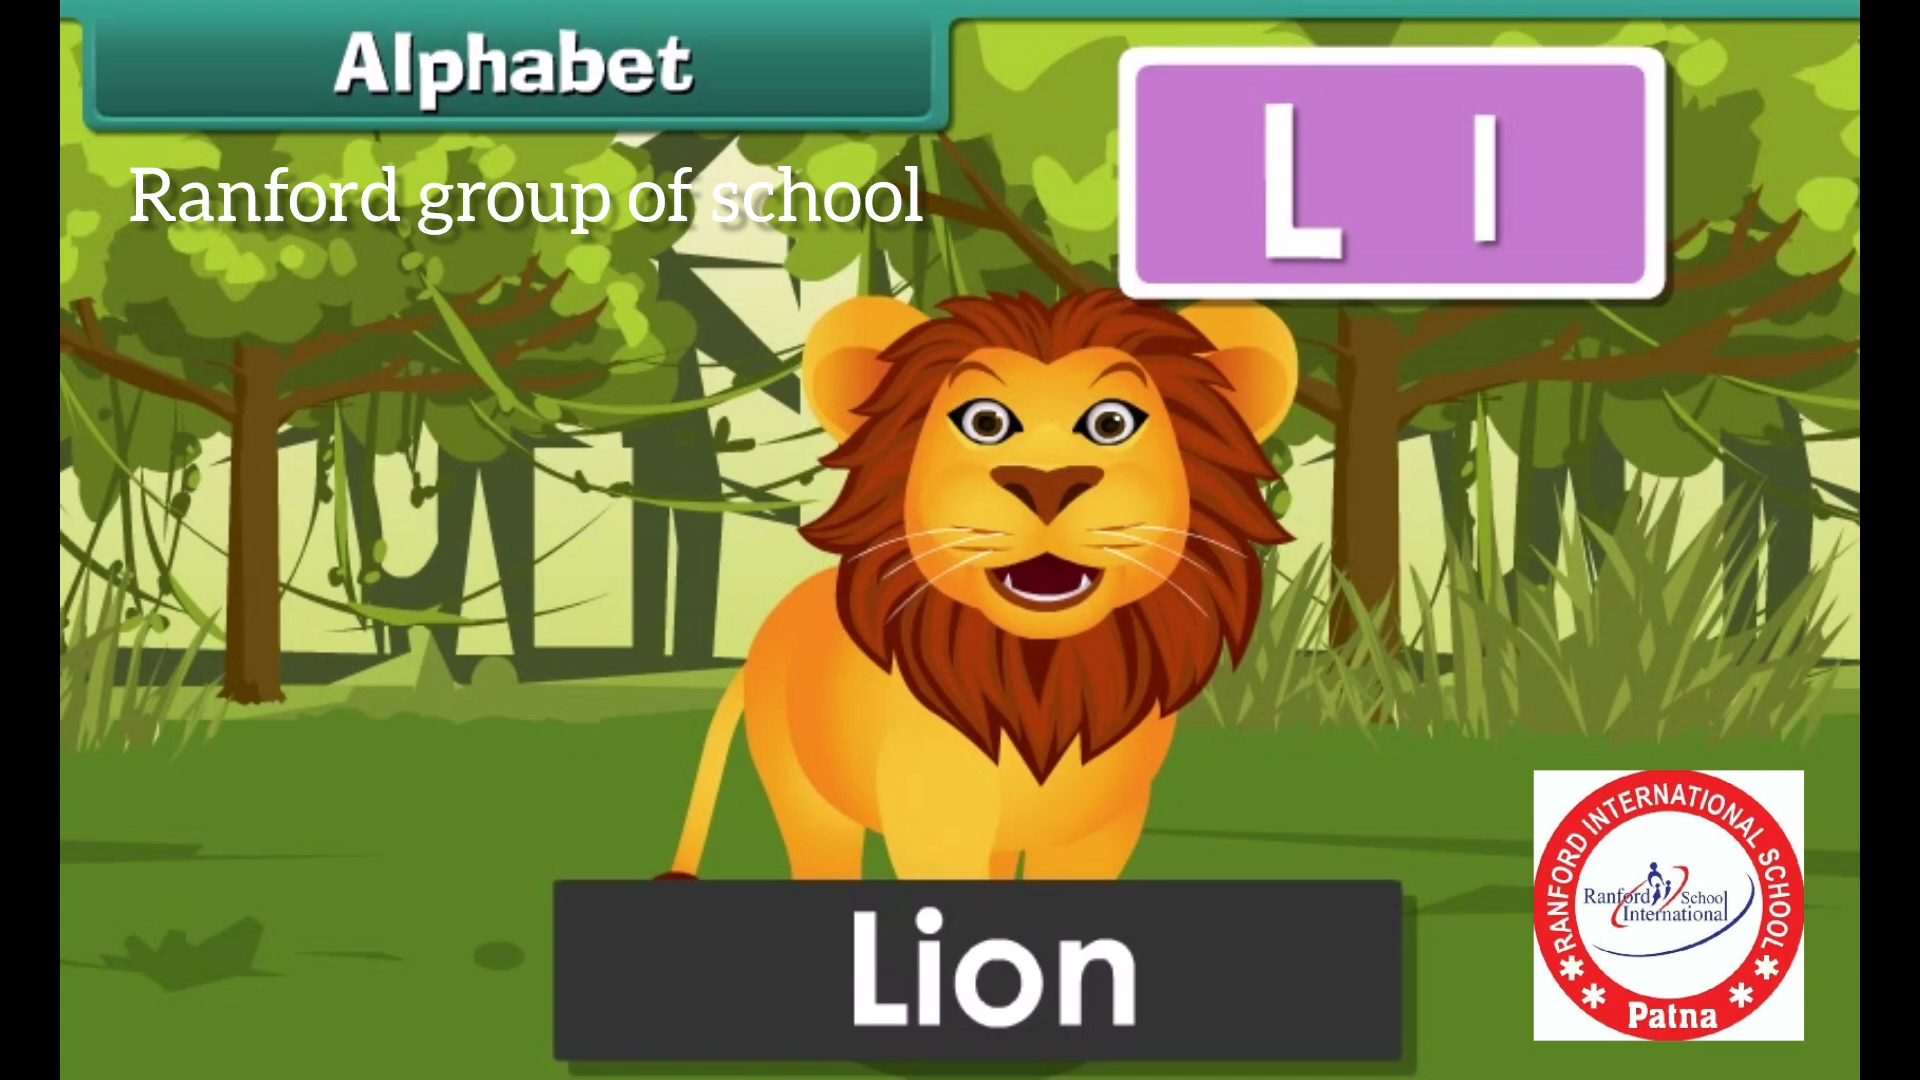 Alphabet
L l
Ranford group of school
Lion
RANFORD INTERNATIONAL SCHOOL
Ranford School
International
Patna